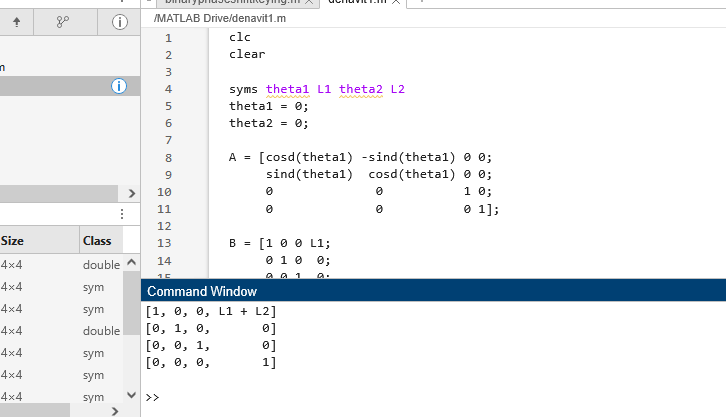 binaryphaseshiftkeying.m
denavit1.m
/MATLAB Drive/denavit1.m
1 clc
2 clear
3
4 syms theta1 L1 theta2 L2
5 theta1 = 0;
6 theta2 = 0;
7
8 A = [cosd(theta1) -sind(theta1) 0 0;
9 sind(theta1) cosd(theta1) 0 0;
10 0 0 1 0;
11 0 0 0 1];
12
13 B = [1 0 0 L1;
14 0 1 0 0;
15 0 0 1 0;
m
Size Class
4×4 double
4×4 sym
4×4 sym
4×4 double
4×4 sym
4×4 sym
4×4 sym
Command Window
[1, 0, 0, L1 + L2]
[0, 1, 0, 0]
[0, 0, 1, 0]
[0, 0, 0, 1]
>>